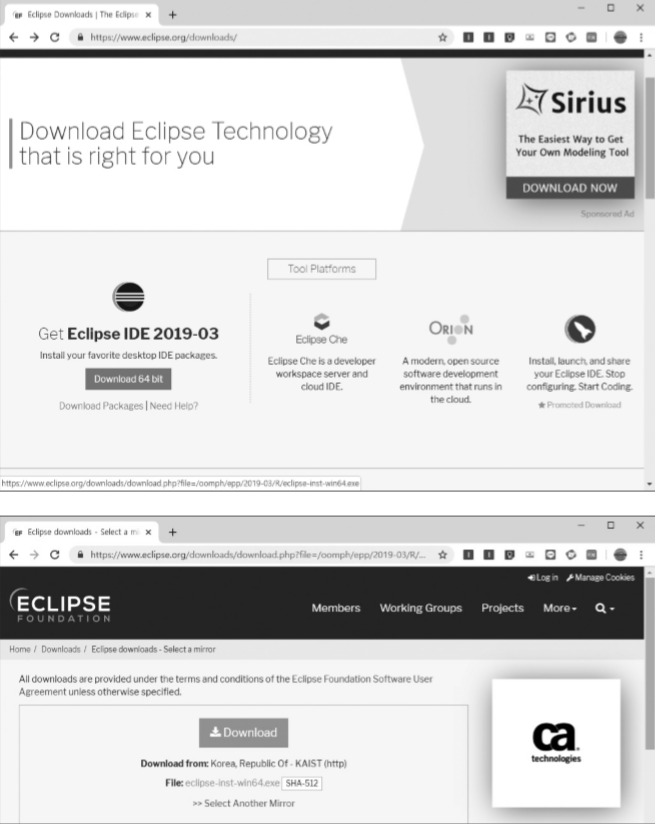 Eclipse Downloads | The Eclipse
https://www.eclipse.org/downloads/
Download Eclipse Technology
that is right for you
Sirius
The Easiest Way to Get
Your Own Modeling Tool
DOWNLOAD NOW
Sponsored Ad
Tool Platforms
Get Eclipse IDE 2019-03
Install your favorite desktop IDE packages.
Download 64 bit
Download Packages | Need Help?
Eclipse Che
Eclipse Che is a developer
workspace server and
cloud IDE.
ORION
A modern, open source
software development
environment that runs in
the cloud.
Install, launch, and share
your Eclipse IDE. Stop
configuring. Start Coding.
Promoted Download
https://www.eclipse.org/downloads/download.php?file=/oomph/epp/2019-03/R/eclipse-inst-win64.exe
Eclipse downloads - Select a mi
https://www.eclipse.org/downloads/download.php?file=/oomph/epp/2019-03/R/...
Log in Manage Cookies
ECLIPSE
FOUNDATION
Members Working Groups Projects More
Home / Downloads / Eclipse downloads - Select a mirror
All downloads are provided under the terms and conditions of the Eclipse Foundation Software User
Agreement unless otherwise specified.
Download
Download from: Korea, Republic Of - KAIST (http)
File: eclipse-inst-win64.exe SHA-512
>> Select Another Mirror
ca
technologies